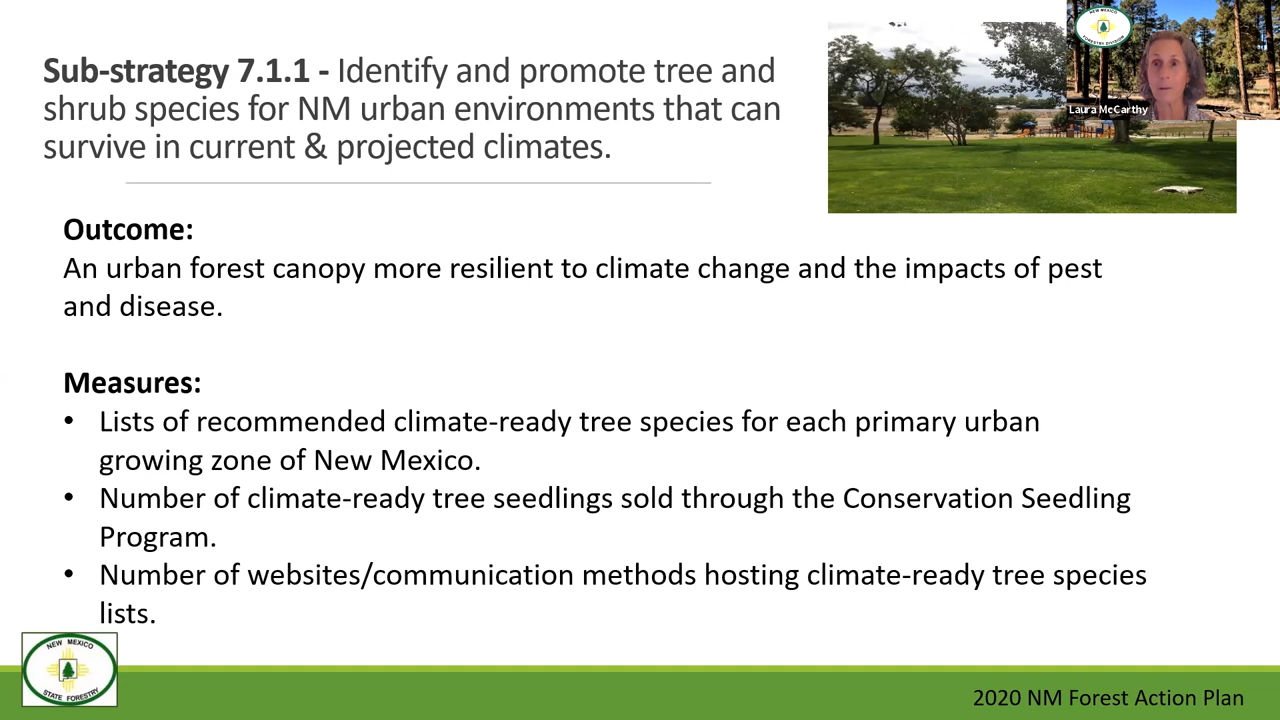 Sub-strategy 7.1.1 - Identify and promote tree and
shrub species for NM urban environments that can
survive in current & projected climates.
NEW MEXICO
FORESTRY DIVISION
Laura McCarthy
Outcome:
An urban forest canopy more resilient to climate change and the impacts of pest
and disease.
Measures:
• Lists of recommended climate-ready tree species for each primary urban
growing zone of New Mexico.
• Number of climate-ready tree seedlings sold through the Conservation Seedling
Program.
• Number of websites/communication methods hosting climate-ready tree species
lists.
NEW MEXICO
STATE FORESTRY
2020 NM Forest Action Plan